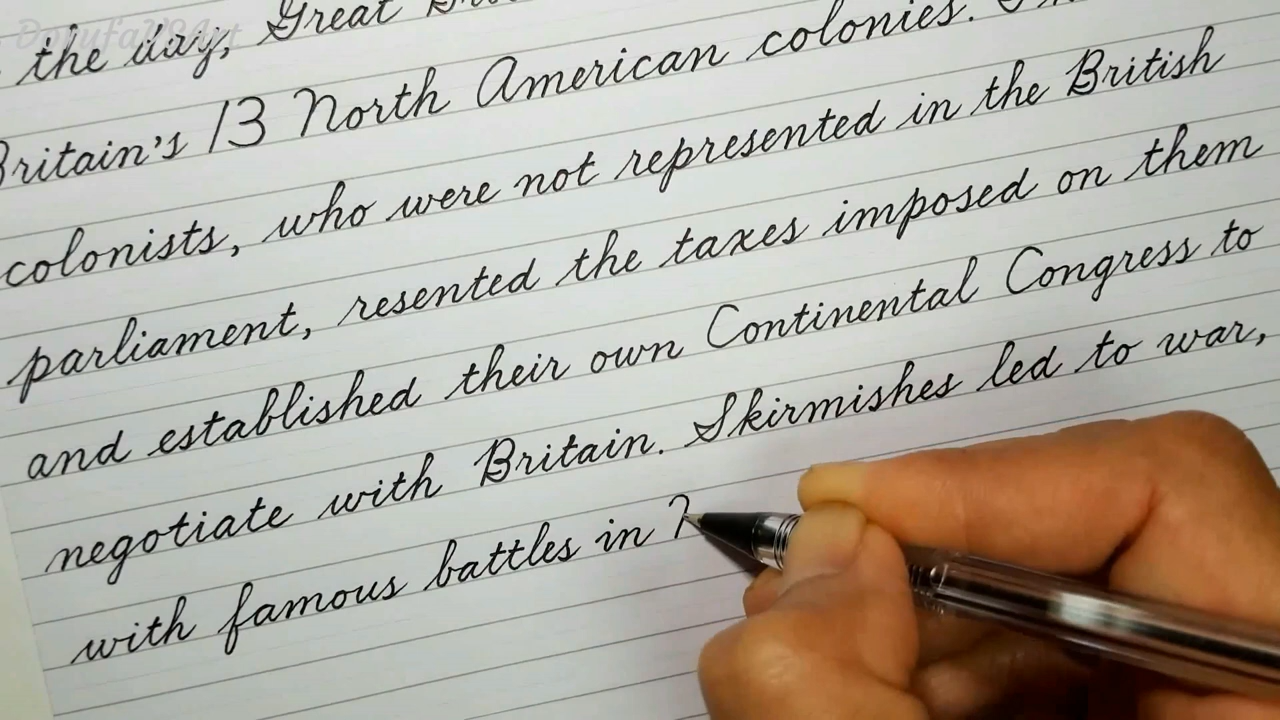 the day, Great
Britain's 13 North American colonies.
colonists, who were not represented in the British
parliament, resented the taxes imposed on them
and established their own Continental Congress to
negotiate with Britain. Skirmishes led to war,
with famous battles in